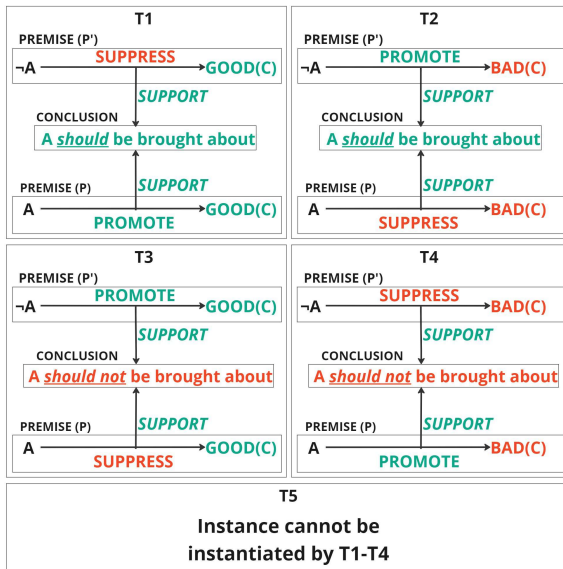 T1
PREMISE (P')
SUPPRESS
¬A GOOD(C)
SUPPORT
CONCLUSION
A should be brought about
SUPPORT
PREMISE (P)
A GOOD(C)
PROMOTE
T2
PREMISE (P')
PROMOTE
¬A BAD(C)
SUPPORT
CONCLUSION
A should be brought about
SUPPORT
PREMISE (P)
A BAD(C)
SUPPRESS
T3
PREMISE (P')
PROMOTE
¬A GOOD(C)
SUPPORT
CONCLUSION
A should not be brought about
SUPPORT
PREMISE (P)
A GOOD(C)
SUPPRESS
T4
PREMISE (P')
SUPPRESS
¬A BAD(C)
SUPPORT
CONCLUSION
A should not be brought about
SUPPORT
PREMISE (P)
A BAD(C)
PROMOTE
T5
Instance cannot be
instantiated by T1-T4